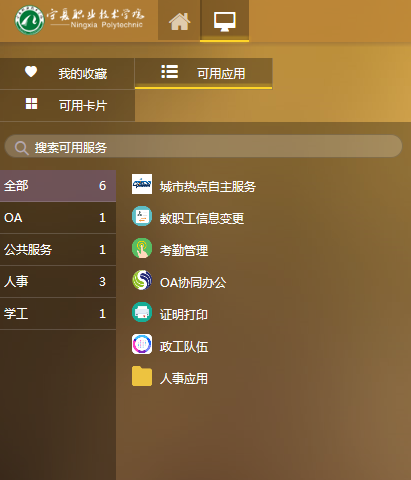 宁夏职业技术学院
Ningxia Polytechnic
我的收藏
可用应用
可用卡片
搜索可用服务
全部 6
OA 1
公共服务 1
人事 3
学工 1
城市热点自主服务
教职工信息变更
考勤管理
OA协同办公
证明打印
政工队伍
人事应用